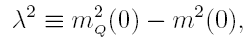 λ² ≡ m_Q²(0) − m²(0),